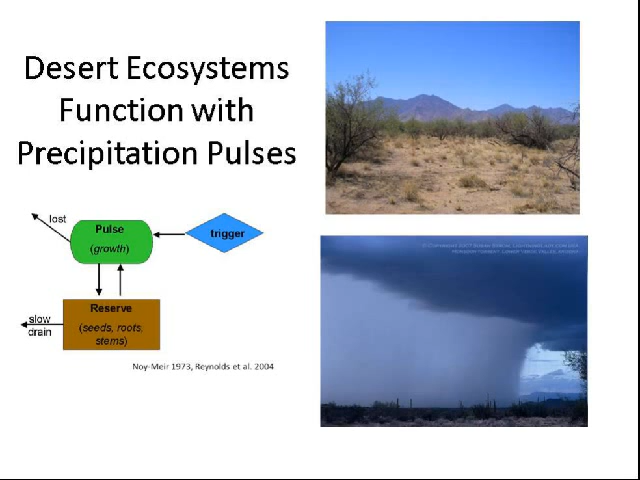 Desert Ecosystems
Function with
Precipitation Pulses
lost
Pulse
(growth)
trigger
Reserve
(seeds, roots,
stems)
slow
drain
Noy-Meir 1973, Reynolds et al. 2004